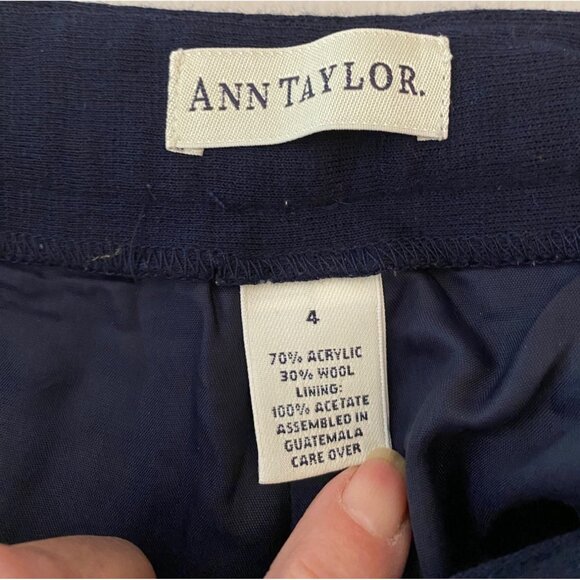 ANN TAYLOR.
4
70% ACRYLIC
30% WOOL
LINING:
100% ACETATE
ASSEMBLED IN
GUATEMALA
CARE OVER